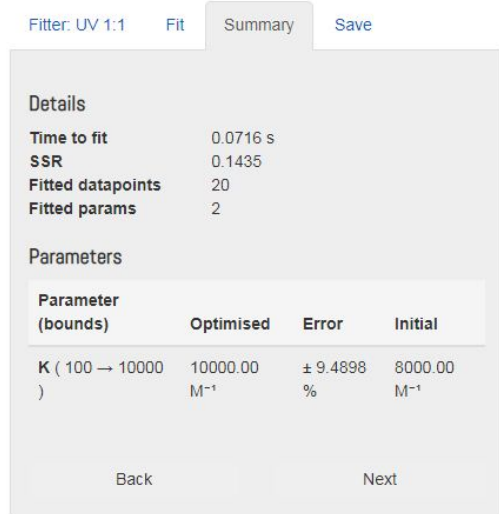 Fitter: UV 1:1 Fit Summary Save
Details
Time to fit 0.0716 s
SSR 0.1435
Fitted datapoints 20
Fitted params 2
Parameters
Parameter
(bounds) Optimised Error Initial
K ( 100 → 10000 10000.00 ± 9.4898 8000.00
) M⁻¹ % M⁻¹
Back Next